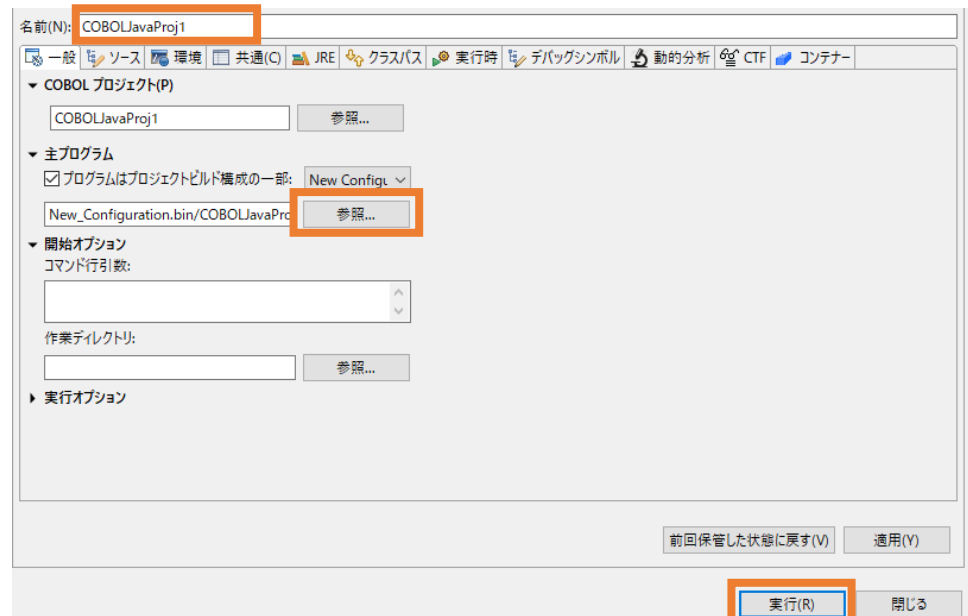 名前(N): COBOLJavaProj1
一般 ソース 環境 共通(C) JRE クラスパス 実行時 デバッグシンボル 動的分析 CTF コンテナー
COBOL プロジェクト(P)
COBOLJavaProj1 参照...
主プログラム
プログラムはプロジェクトビルド構成の一部: New Configu
New_Configuration.bin/COBOLJavaPro 参照...
開始オプション
コマンド行引数:
作業ディレクトリ:
参照...
実行オプション
前回保管した状態に戻す(V) 適用(Y)
実行(R) 閉じる